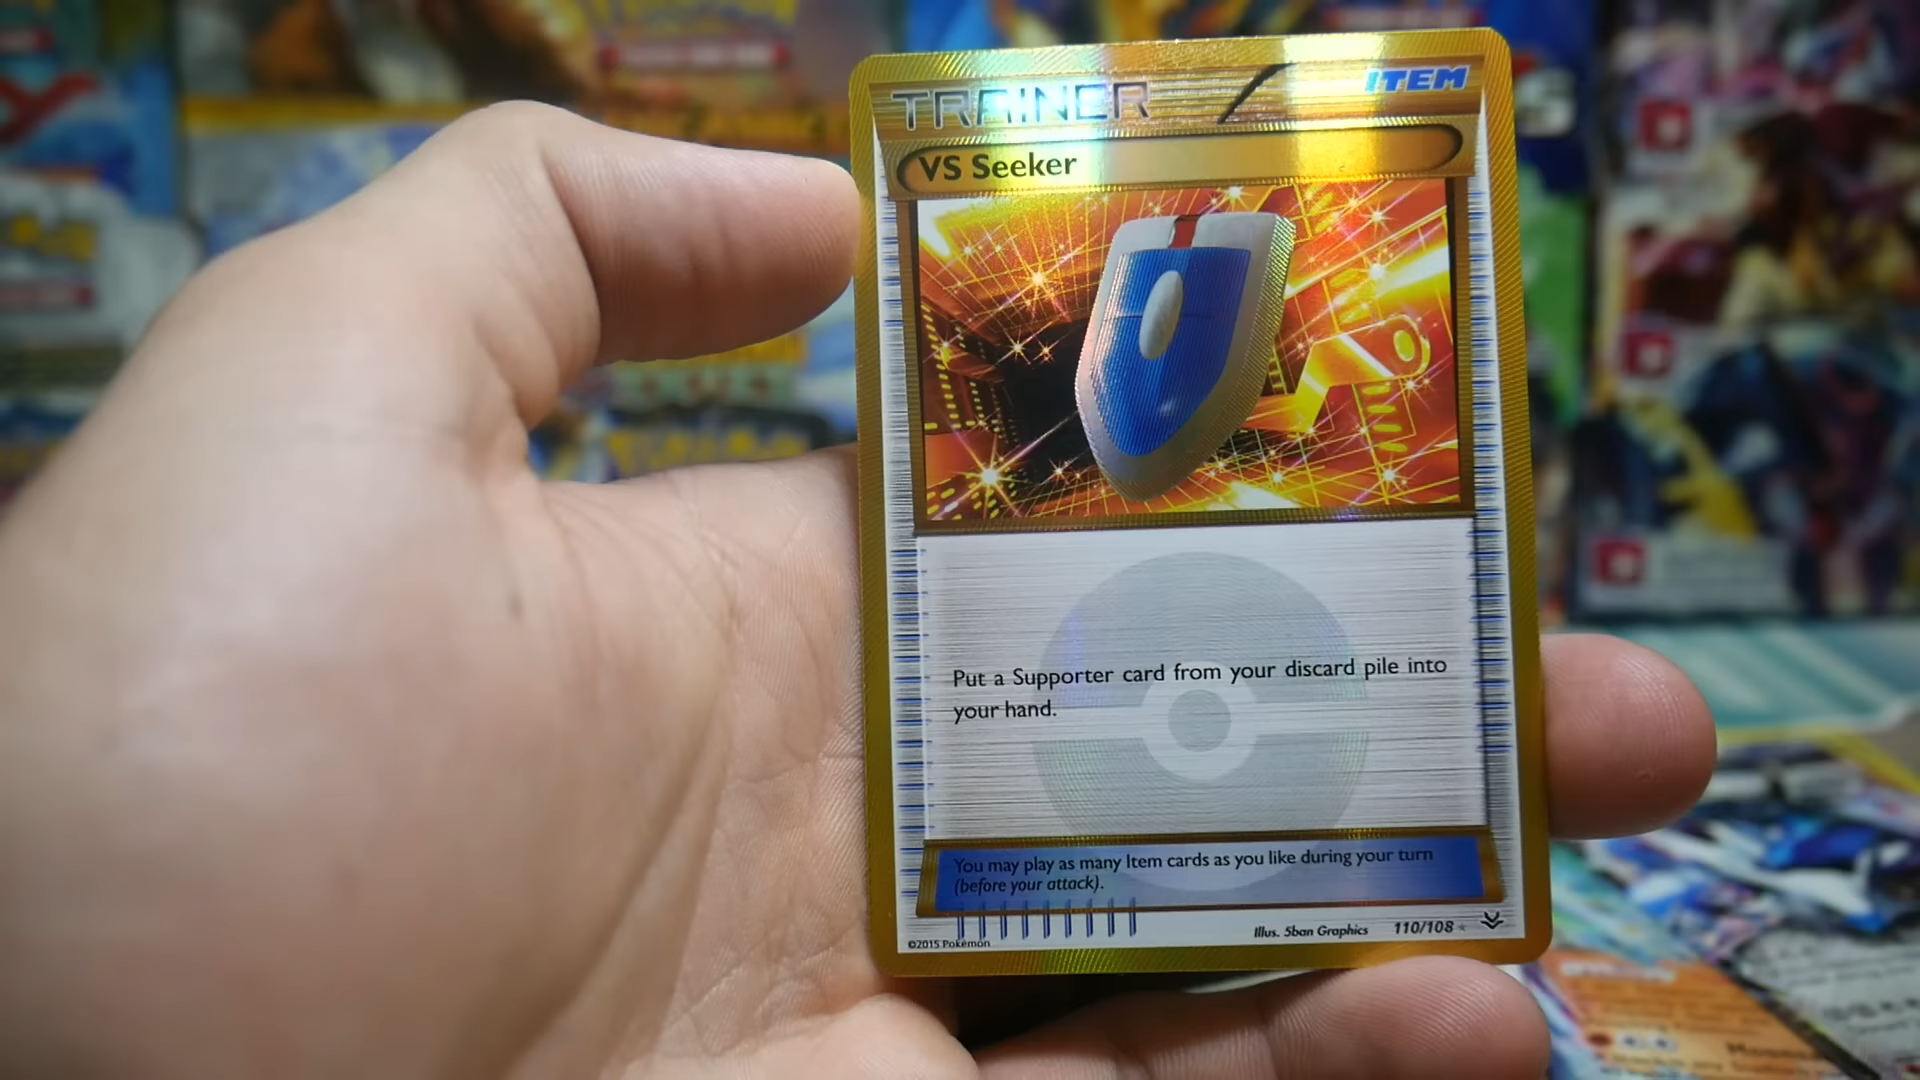 TRAINER
ITEM
VS Seeker
Put a Supporter card from your discard pile into
your hand.
You may play as many Item cards as you like during your turn
(before your attack).
©2015 Pokémon
Illus. 5ban Graphics
110/108